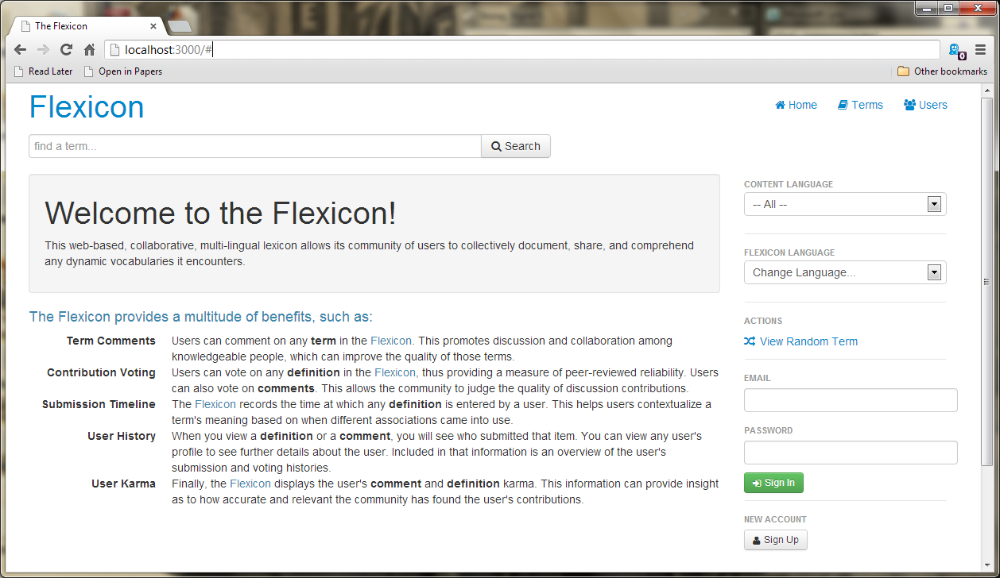 The Flexicon
localhost:3000/#
0
Read Later Open in Papers Other bookmarks
Flexicon
Home Terms Users
find a term... Search
Welcome to the Flexicon!
This web-based, collaborative, multi-lingual lexicon allows its community of users to collectively document, share, and comprehend
any dynamic vocabularies it encounters.
The Flexicon provides a multitude of benefits, such as:
Term Comments Users can comment on any term in the Flexicon. This promotes discussion and collaboration among
knowledgeable people, which can improve the quality of those terms.
Contribution Voting Users can vote on any definition in the Flexicon, thus providing a measure of peer-reviewed reliability. Users
can also vote on comments. This allows the community to judge the quality of discussion contributions.
Submission Timeline The Flexicon records the time at which any definition is entered by a user. This helps users contextualize a
term's meaning based on when different associations came into use.
User History When you view a definition or a comment, you will see who submitted that item. You can view any user's
profile to see further details about the user. Included in that information is an overview of the user's
submission and voting histories.
User Karma Finally, the Flexicon displays the user's comment and definition karma. This information can provide insight
as to how accurate and relevant the community has found the user's contributions.
CONTENT LANGUAGE
-- All --
FLEXICON LANGUAGE
Change Language...
ACTIONS
View Random Term
EMAIL
PASSWORD
Sign In
NEW ACCOUNT
Sign Up